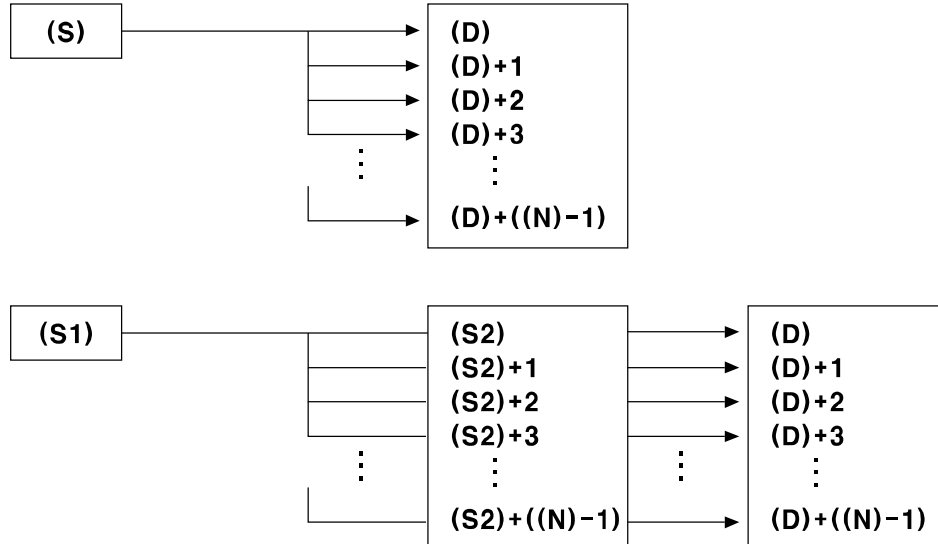 (S) (D)
(D)+1
(D)+2
(D)+3
(D)+((N)-1)
(S1) (S2) (D)
(S2)+1 (D)+1
(S2)+2 (D)+2
(S2)+3 (D)+3
(S2)+((N)-1) (D)+((N)-1)